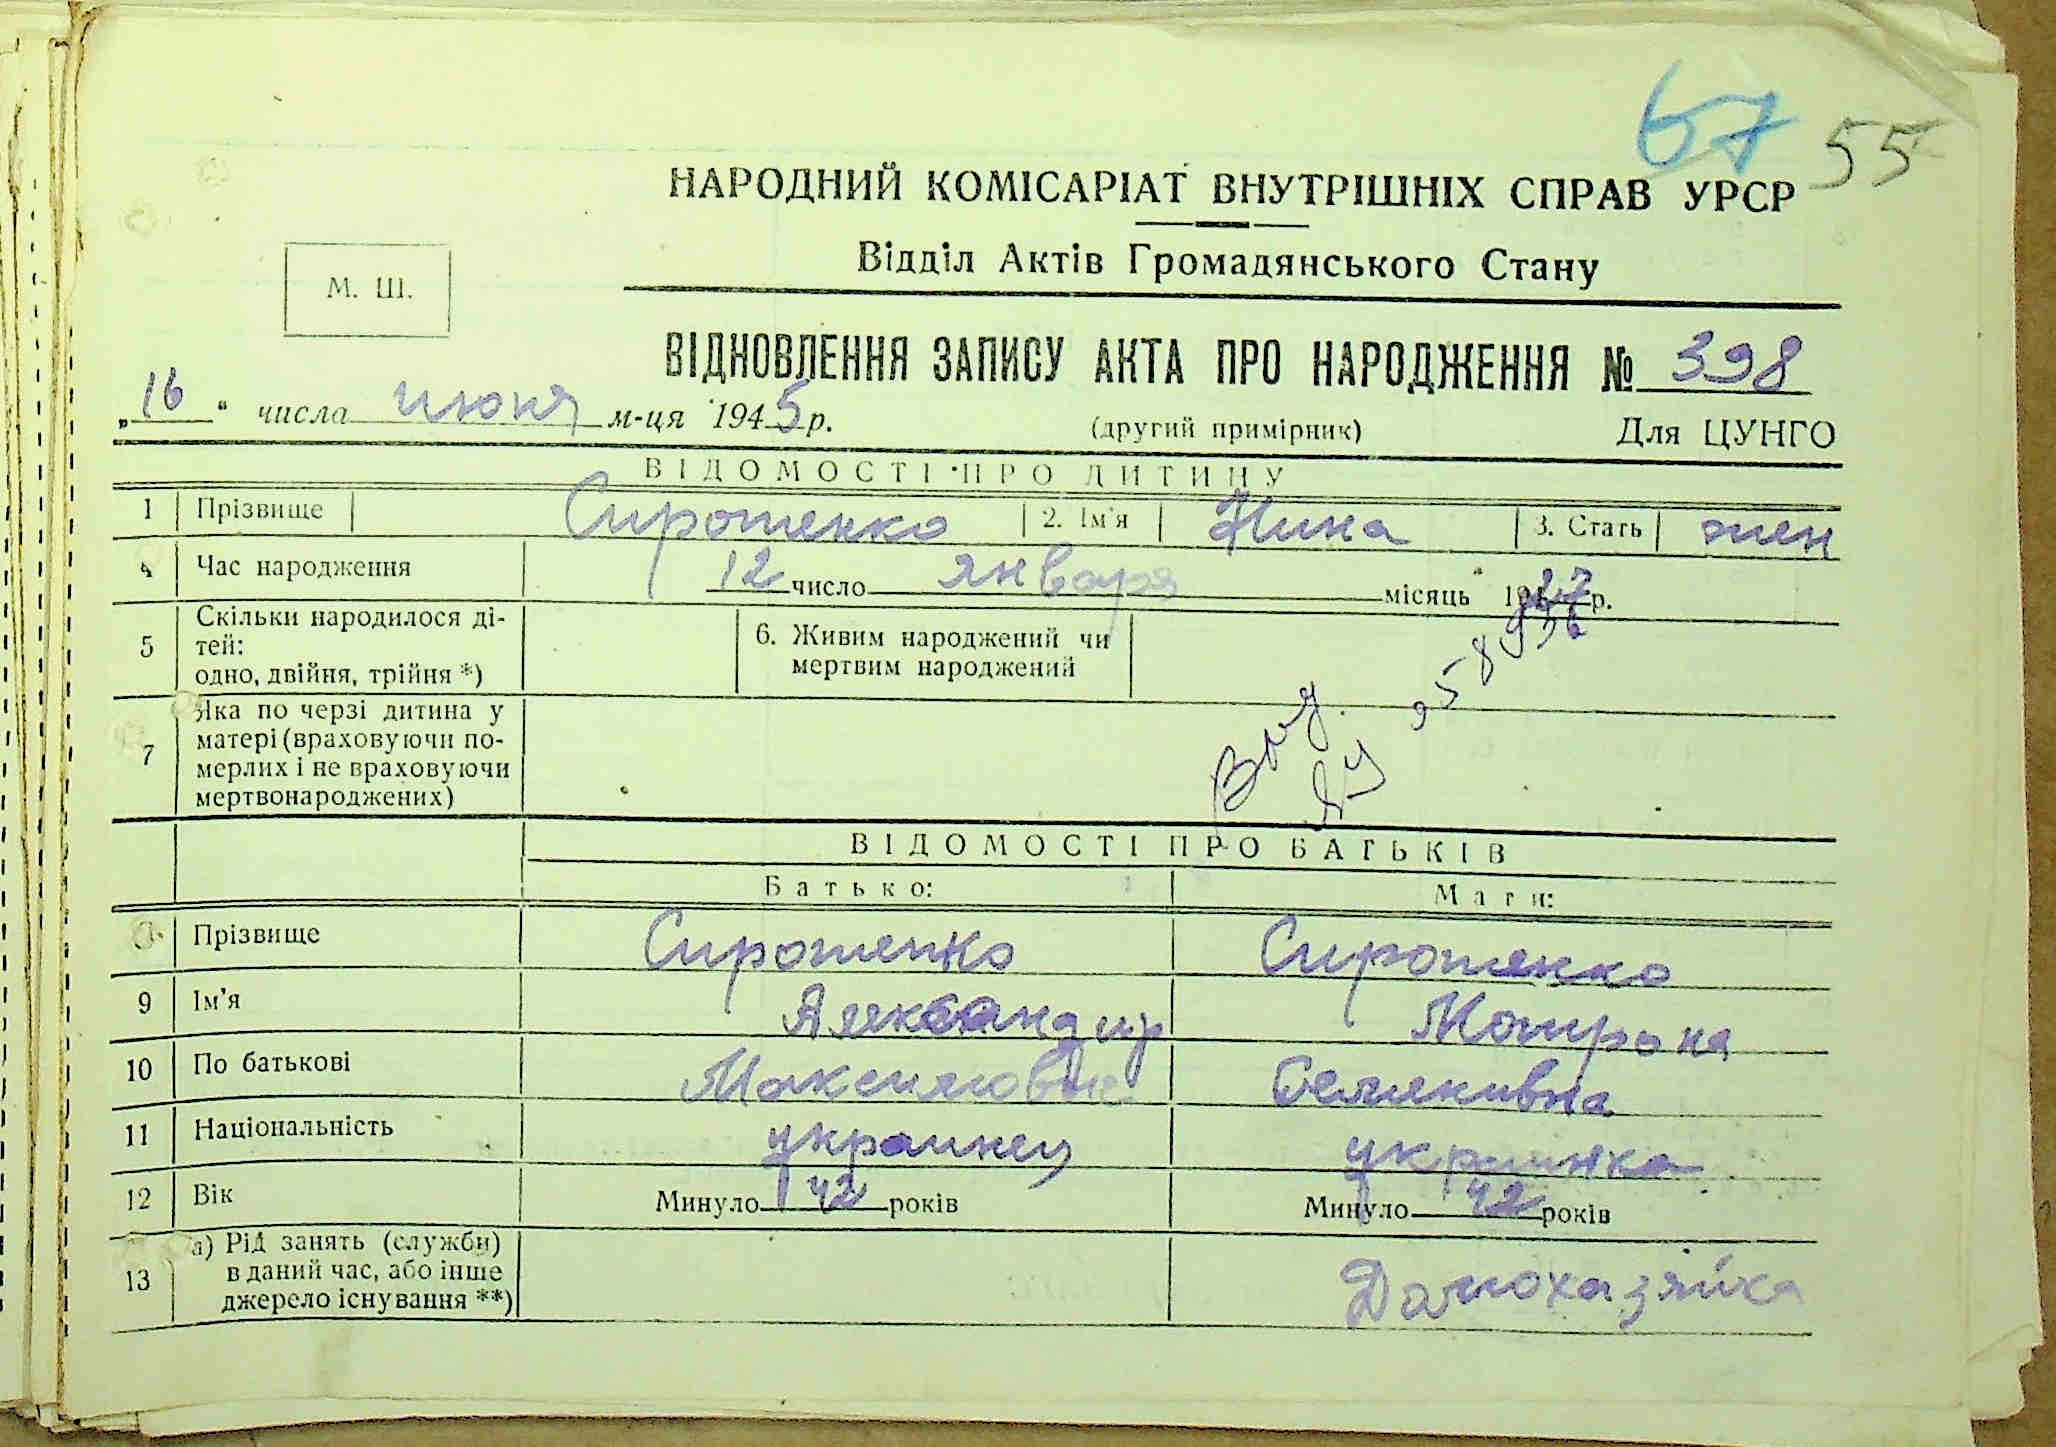 67 55
НАРОДНИЙ КОМІСАРІАТ ВНУТРІШНІХ СПРАВ УРСР
Відділ Актів Громадянського Стану
М. Ш.
ВІДНОВЛЕННЯ ЗАПИСУ АКТА ПРО НАРОДЖЕННЯ № 398
„16“ числа июня м-ця 1945 р. (другий примірник) Для ЦУНГО
ВІДОМОСТІ ПРО ДИТИНУ
1 Прізвище Сиротенко 2. Ім'я Нина 3. Стать жен
4 Час народження 12 число января місяць 1927 р.
5 Скільки народилося ді-
тей:
одно, двійня, трійня *)
6. Живим народжений чи
мертвим народжений
7 Яка по черзі дитина у
матері (враховуючи по-
мерлих і не враховуючи
мертвонароджених)
Выд.
ЯУ
ВІДОМОСТІ ПРО БАТЬКІВ
Батько: Мати:
Прізвище Сиротенко Сиротенко
9 Ім'я Александр Мотрона
10 По батькові Максимович Семенивна
11 Національність украинец украинка
12 Вік Минуло 42 років Минуло 42 років
13 а) Рід занять (служби)
в даний час, або інше
джерело існування **)
Домохазяйка